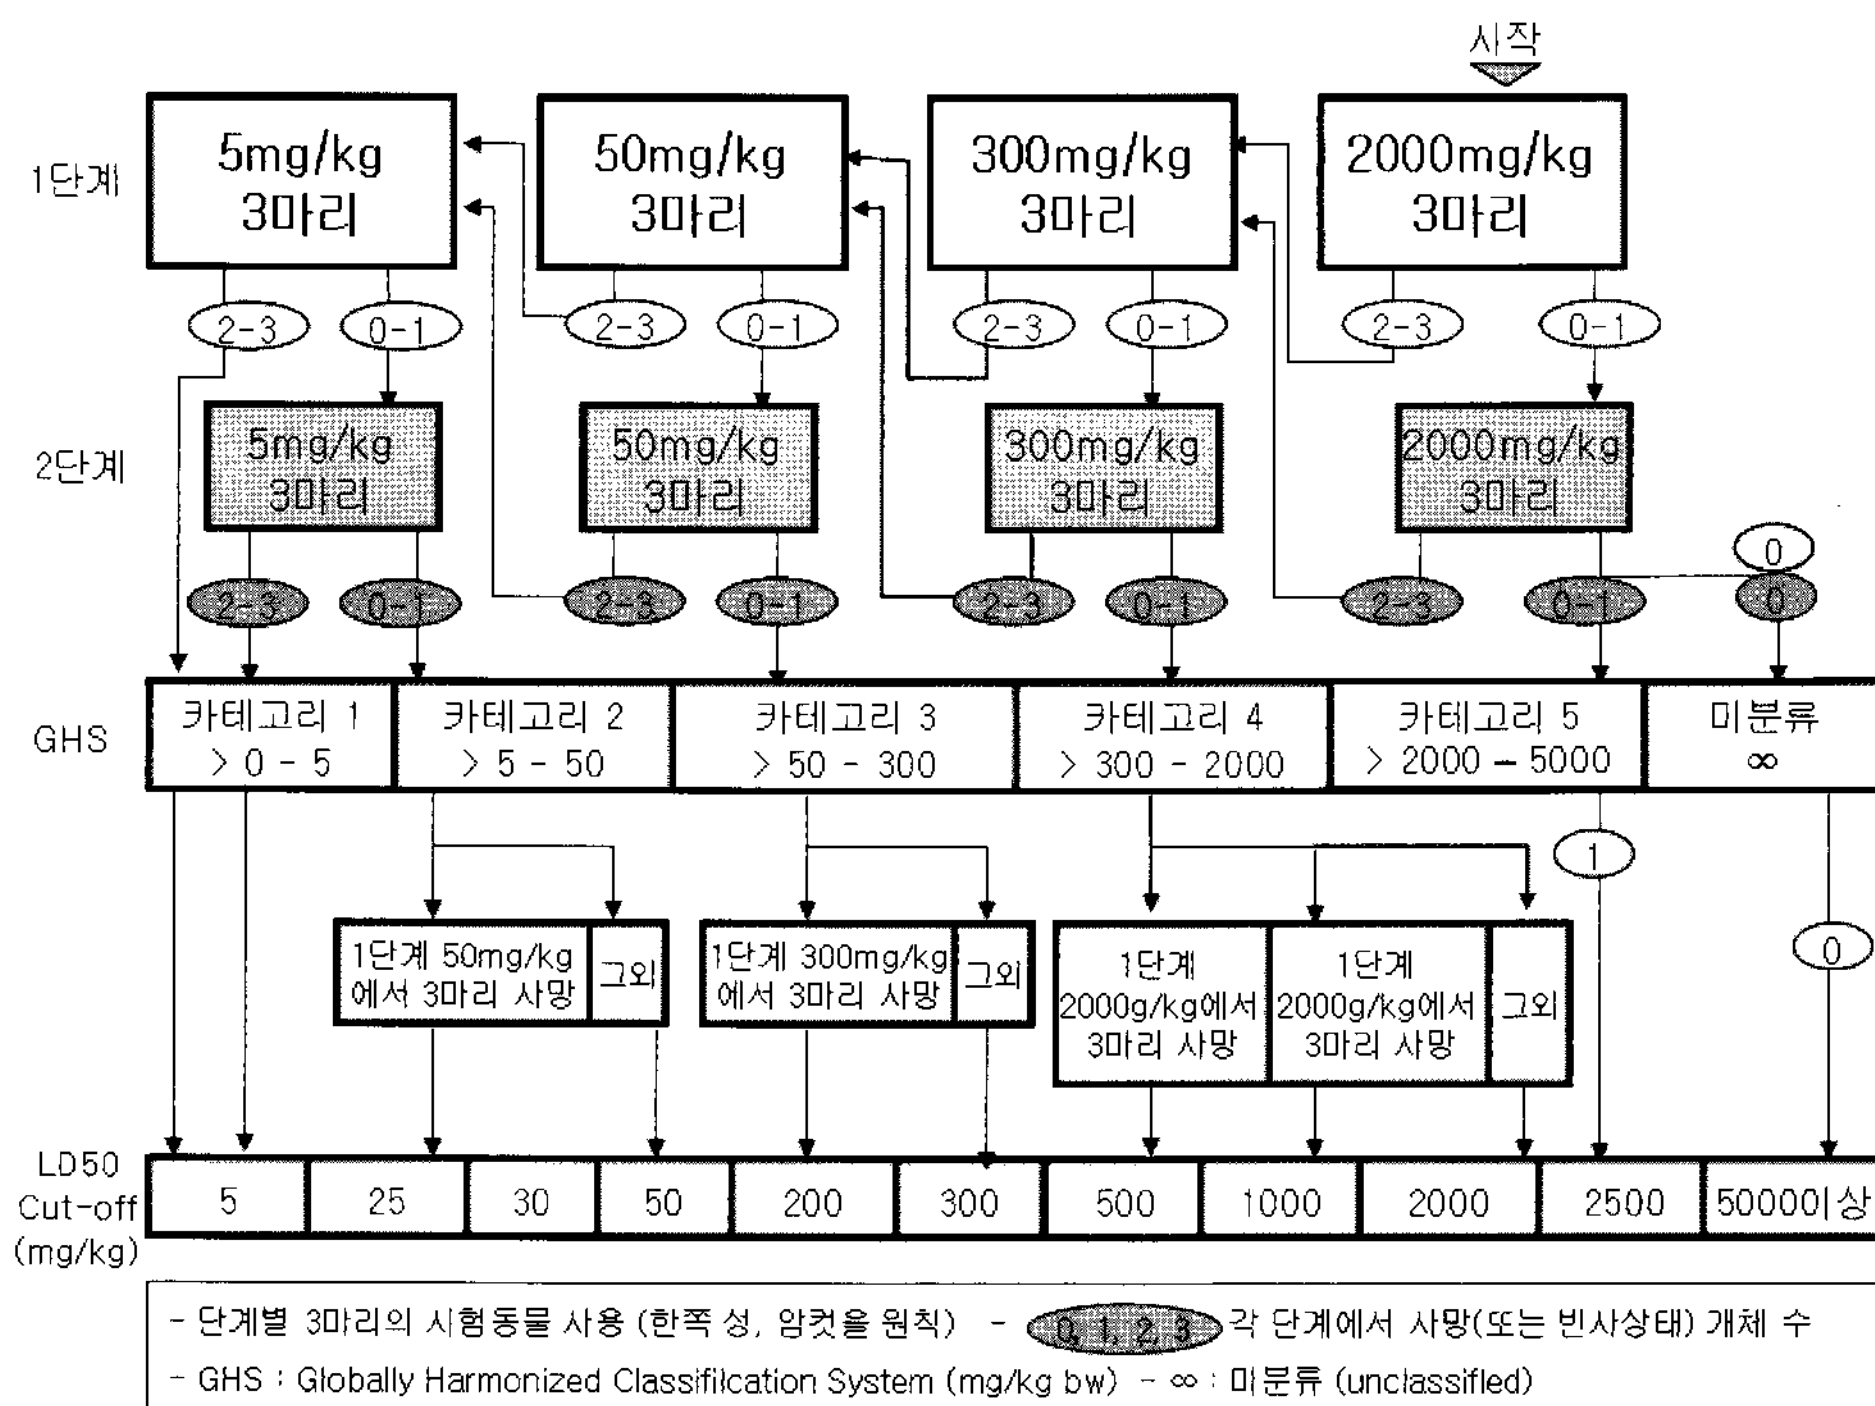 시작
1단계
5mg/kg
3마리
50mg/kg
3마리
300mg/kg
3마리
2000mg/kg
3마리
2-3
0-1
2-3
0-1
2-3
0-1
2-3
0-1
2단계
5mg/kg
3마리
50mg/kg
3마리
300mg/kg
3마리
2000mg/kg
3마리
0
2-3
0-1
2-3
0-1
2-3
0-1
2-3
0-1
0
GHS
카테고리 1
> 0 - 5
카테고리 2
> 5 - 50
카테고리 3
> 50 - 300
카테고리 4
> 300 - 2000
카테고리 5
> 2000 - 5000
미분류
∞
1
0
1단계 50mg/kg
에서 3마리 사망
그외
1단계 300mg/kg
에서 3마리 사망
그외
1단계
2000g/kg에서
3마리 사망
1단계
2000g/kg에서
3마리 사망
그외
LD50
Cut-off
(mg/kg)
5
25
30
50
200
300
500
1000
2000
2500
50000이상
- 단계별 3마리의 시험동물 사용 (한쪽 성, 암컷을 원칙) - 0, 1, 2, 3 각 단계에서 사망(또는 빈사상태) 개체 수
- GHS : Globally Harmonized Classifilcation System (mg/kg bw) - ∞ : 미분류 (unclassified)